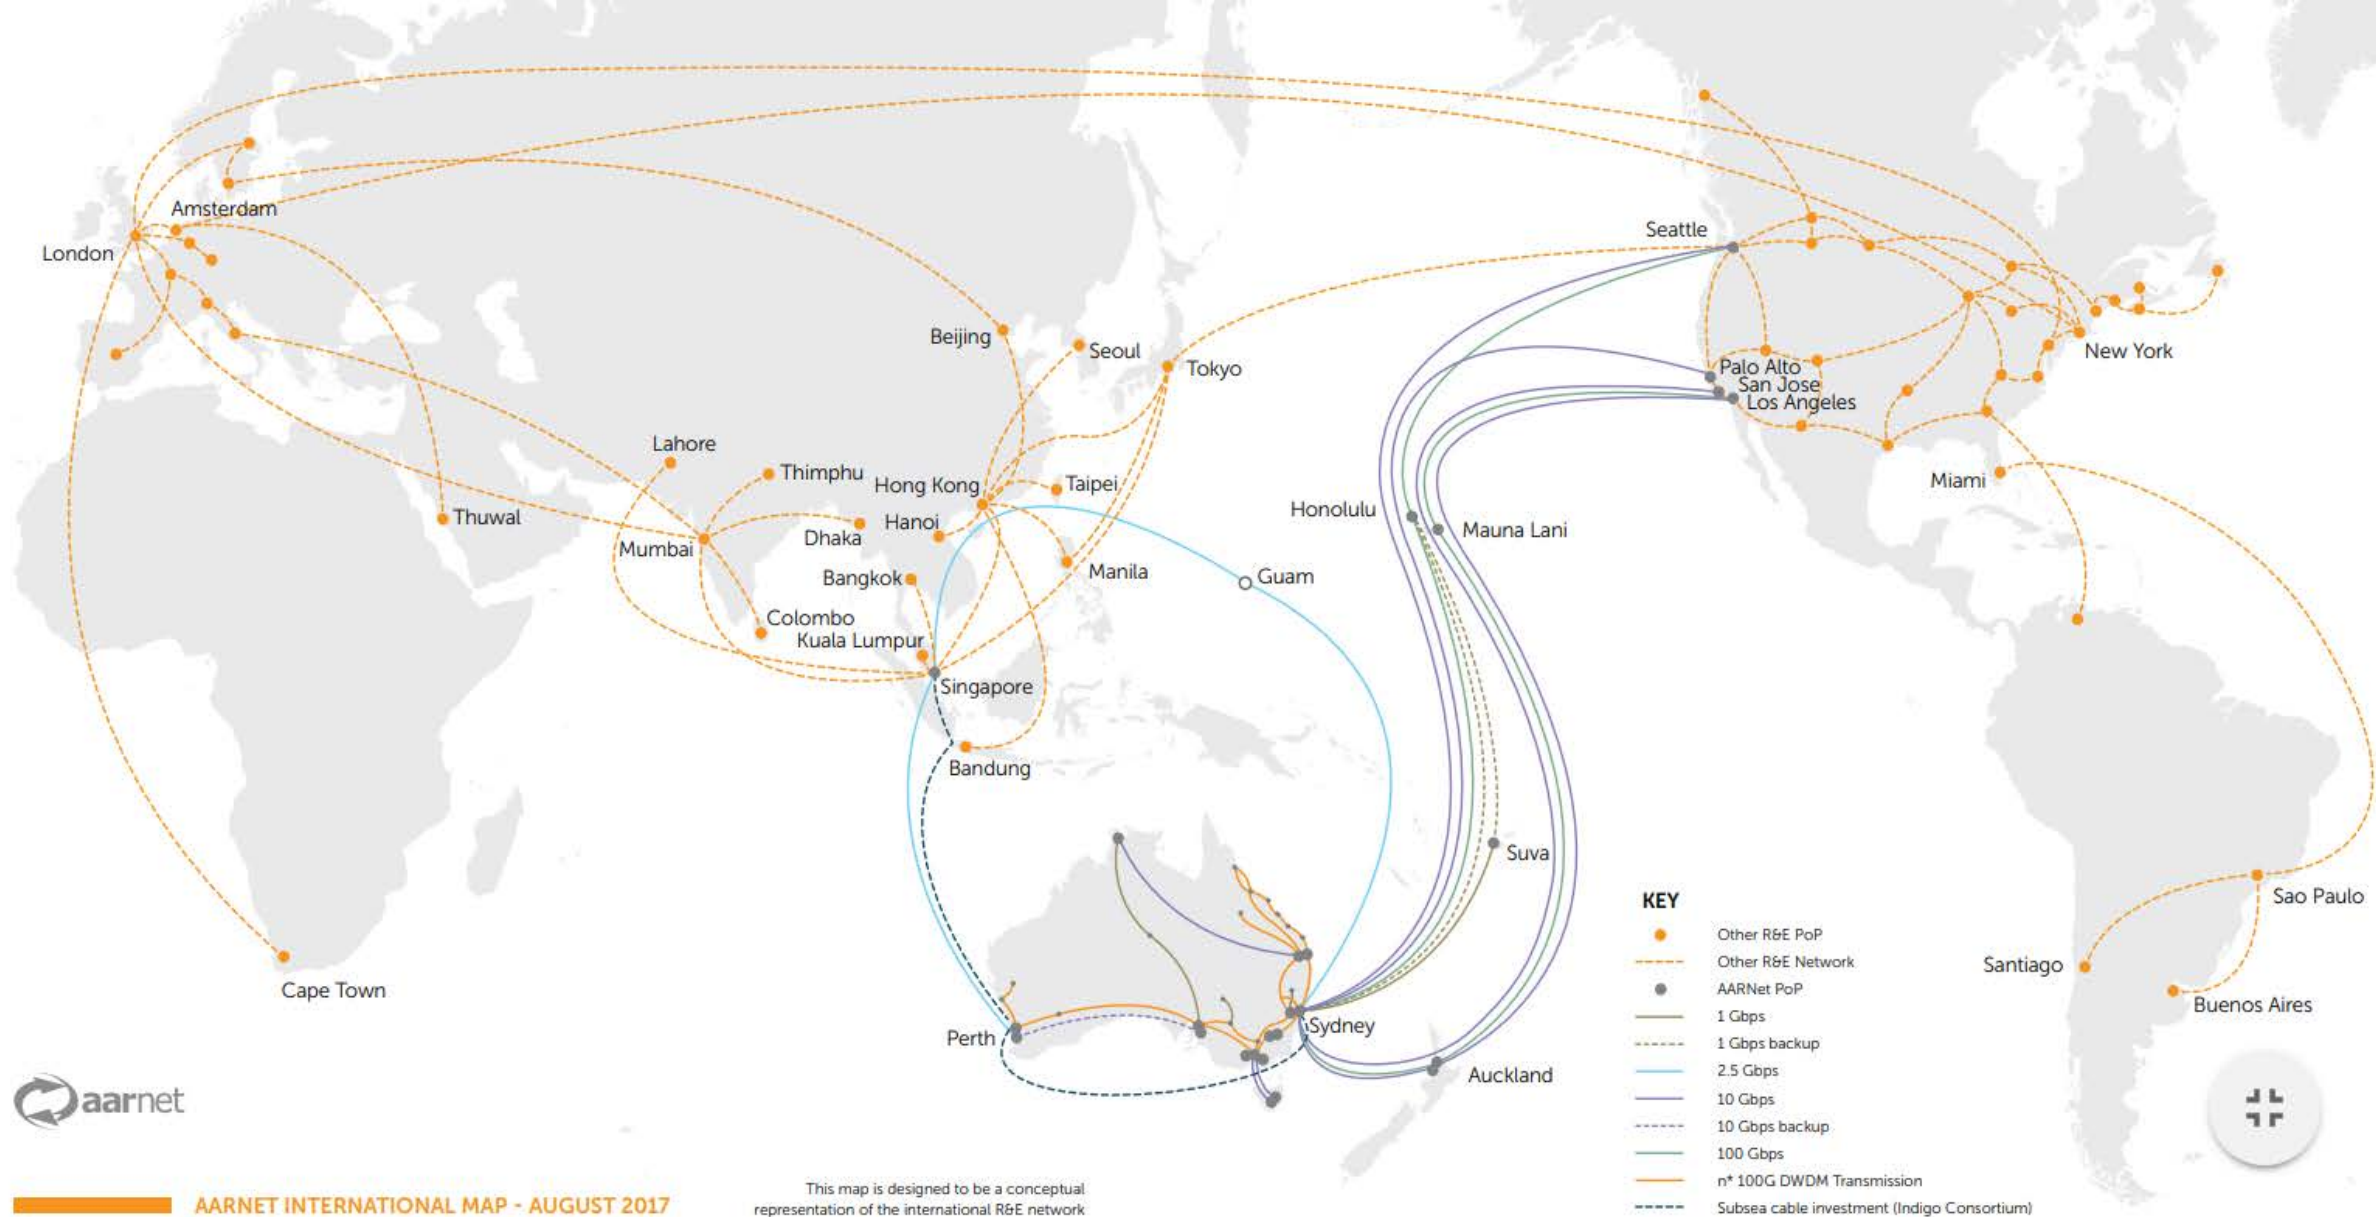 Amsterdam
London
Seattle
Beijing
Seoul
Tokyo
New York
Palo Alto
San Jose
Los Angeles
Lahore
Thimphu
Hong Kong
Taipei
Miami
Thuwal
Hanoi
Dhaka
Honolulu
Mauna Lani
Mumbai
Bangkok
Manila
Guam
Colombo
Kuala Lumpur
Singapore
Bandung
Suva
Sao Paulo
Santiago
Buenos Aires
Cape Town
Perth
Sydney
Auckland
KEY
Other R&E PoP
Other R&E Network
AARNet PoP
1 Gbps
1 Gbps backup
2.5 Gbps
10 Gbps
10 Gbps backup
100 Gbps
n* 100G DWDM Transmission
Subsea cable investment (Indigo Consortium)
aarnet
AARNET INTERNATIONAL MAP - AUGUST 2017
This map is designed to be a conceptual
representation of the international R&E network